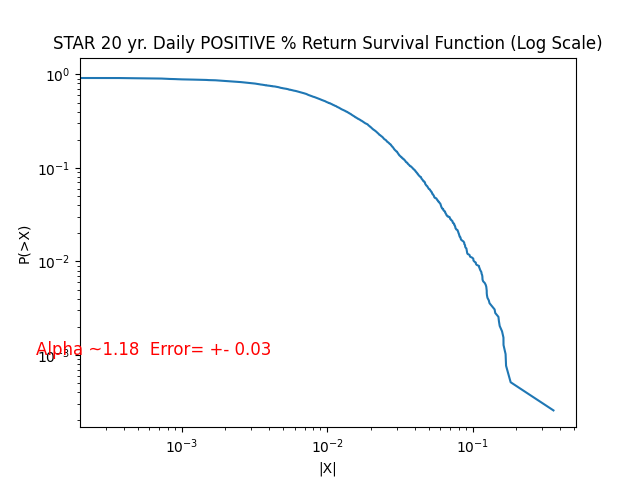 STAR 20 yr. Daily POSITIVE % Return Survival Function (Log Scale)
10⁰
10⁻¹
10⁻²
10⁻³
P(>X)
Alpha ~1.18  Error= +- 0.03
10⁻³
10⁻²
10⁻¹
|X|